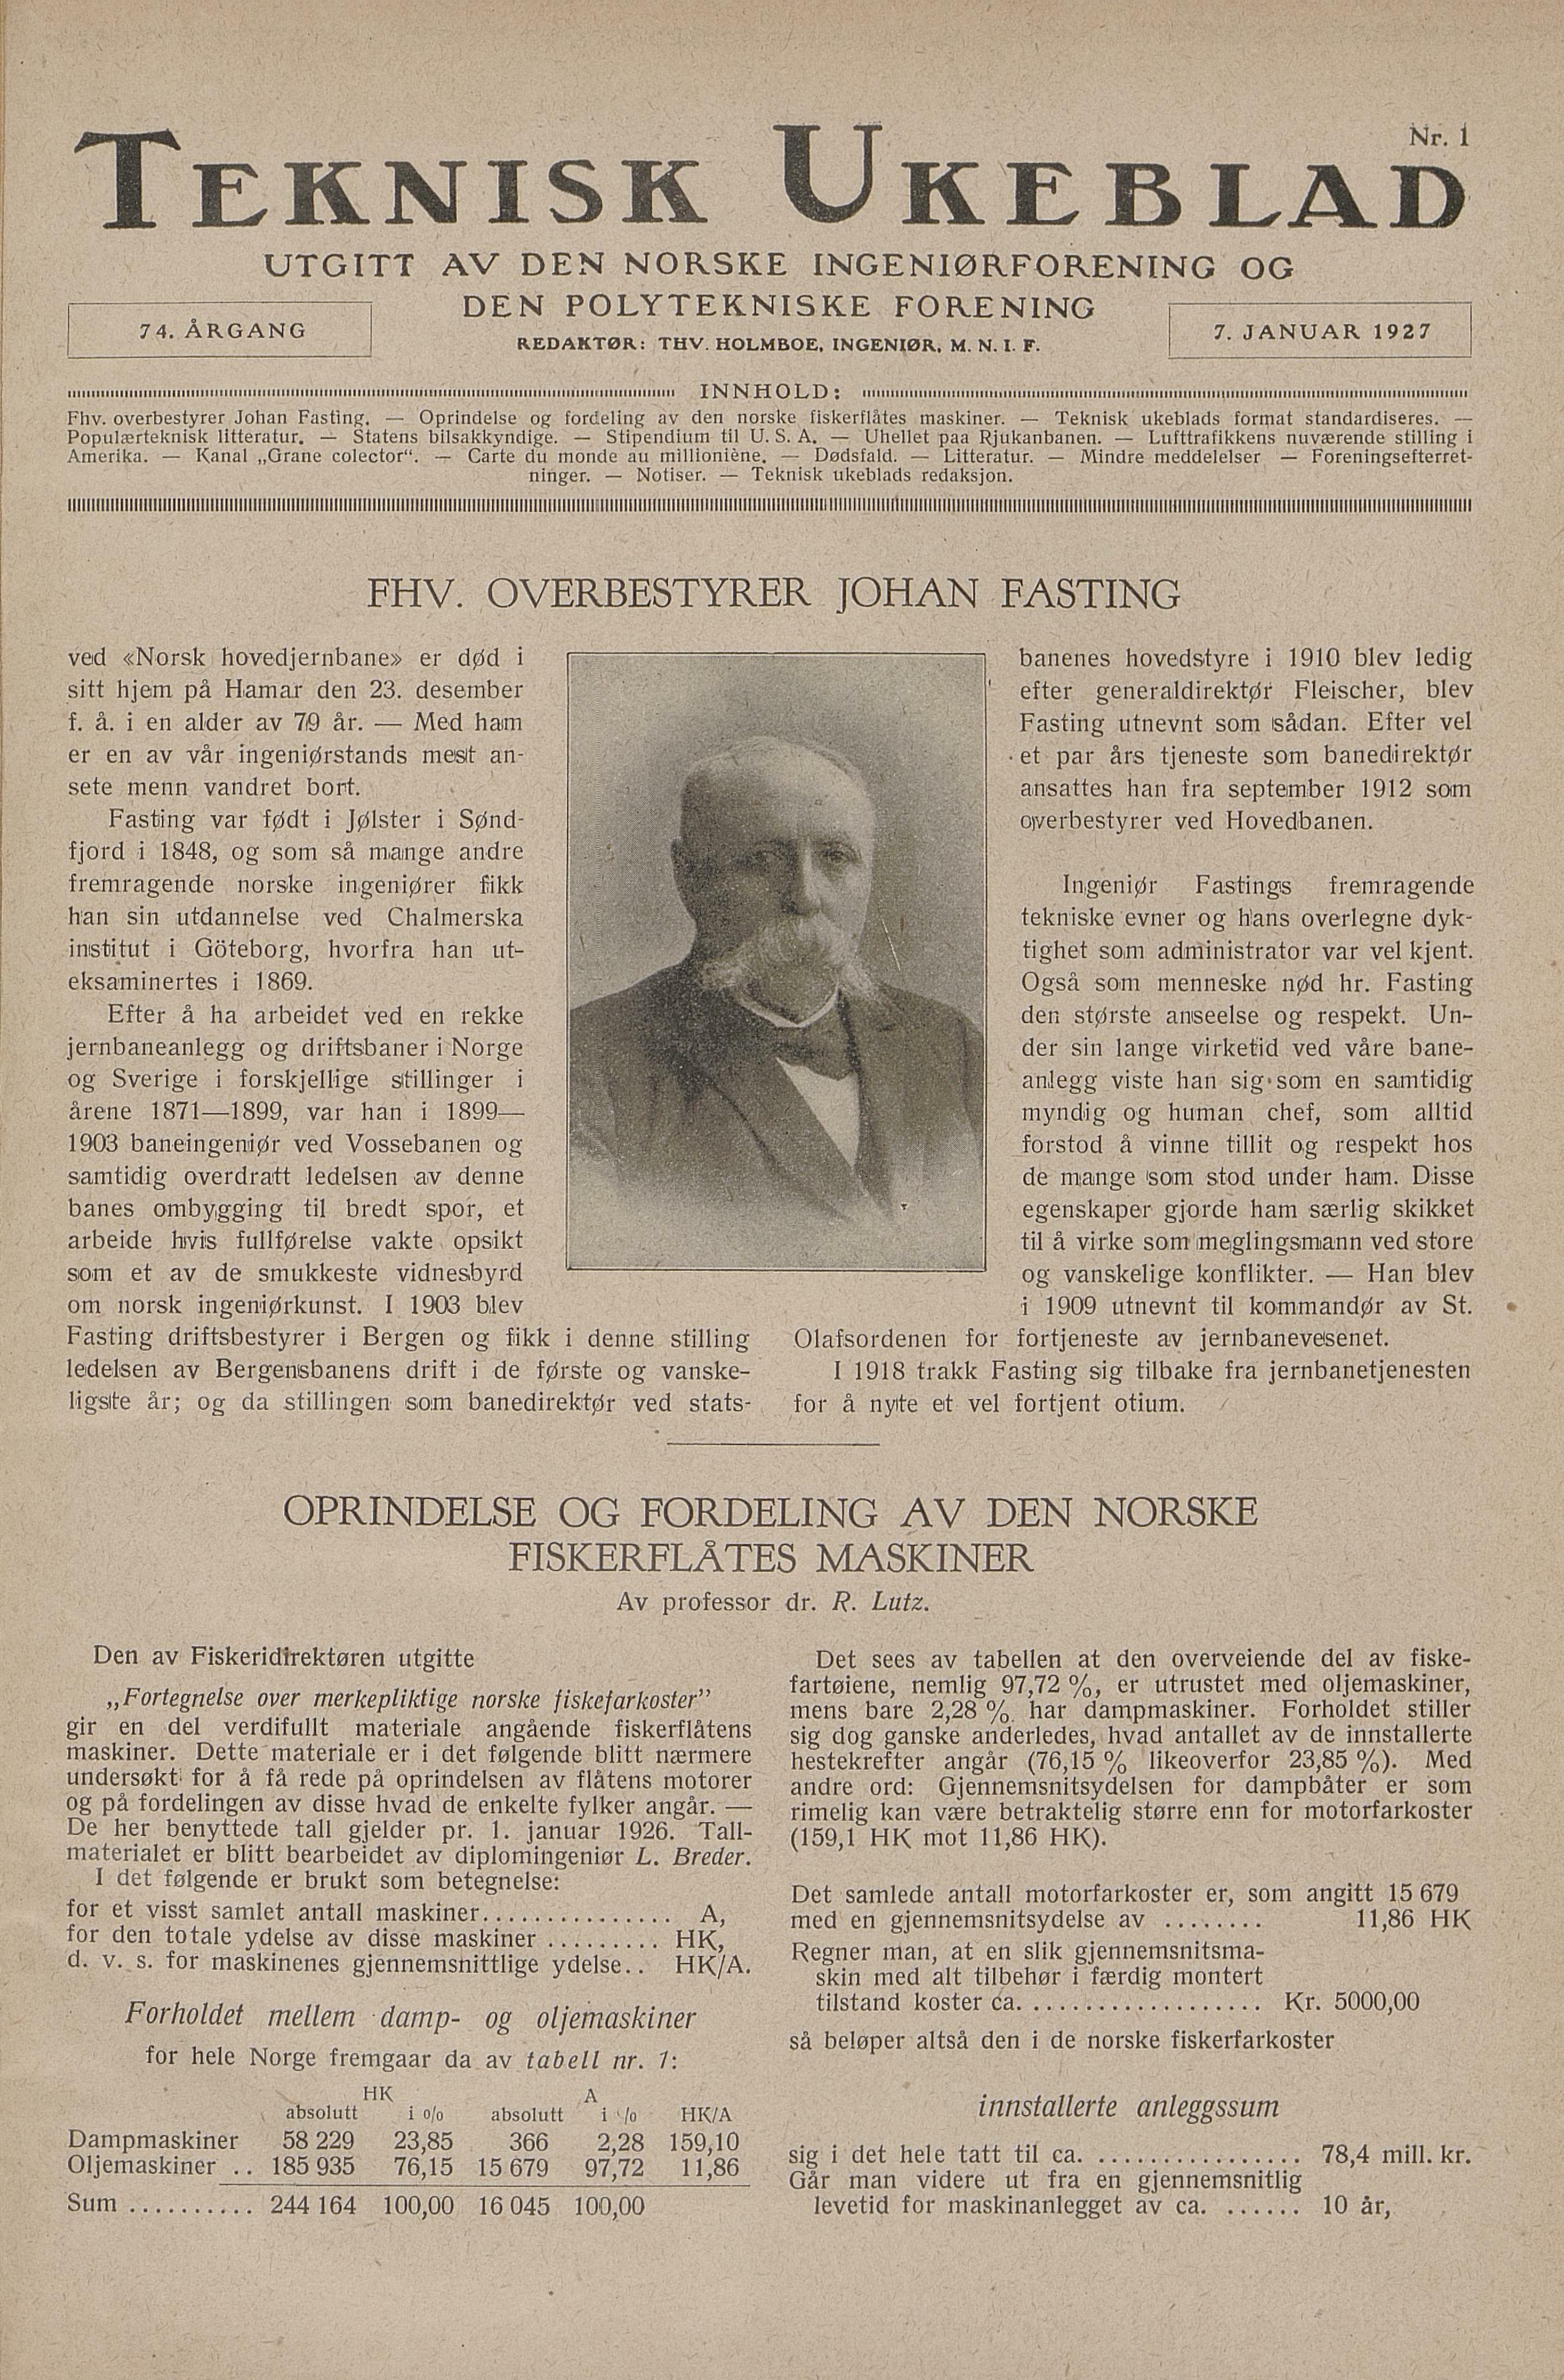 Nr. 1
TEKNISK UKEBLAD
UTGITT AV DEN NORSKE INGENIØRFORENING OG
DEN POLYTEKNISKE FORENING
74. ÅRGANG
REDAKTØR: THV. HOLMBOE, INGENIØR, M. N. I. F.
7. JANUAR 1927
INNHOLD:
Fhv. overbestyrer Johan Fasting. — Oprindelse og fordeling av den norske fiskerflåtes maskiner. — Teknisk ukeblads format standardiseres. —
Populærteknisk litteratur. — Statens bilsakkyndige. — Stipendium til U. S. A. — Uhellet paa Rjukanbanen. — Lufttrafikkens nuværende stilling i
Amerika. — Kanal „Grane colector“. — Carte du monde au millioniène. — Dødsfald. — Litteratur. — Mindre meddelelser — Foreningsefterret-
ninger. — Notiser. — Teknisk ukeblads redaksjon.
FHV. OVERBESTYRER JOHAN FASTING
ved «Norsk hovedjernbane» er død i
sitt hjem på Hamar den 23. desember
f. å. i en alder av 79 år. — Med ham
er en av vår ingeniørstands mest an-
sete menn vandret bort.
Fasting var født i Jølster i Sønd-
fjord i 1848, og som så mange andre
fremragende norske ingeniører fikk
han sin utdannelse ved Chalmerska
institut i Göteborg, hvorfra han ut-
eksaminertes i 1869.
Efter å ha arbeidet ved en rekke
jernbaneanlegg og driftsbaner i Norge
og Sverige i forskjellige stillinger i
årene 1871—1899, var han i 1899—
1903 baneingeniør ved Vossebanen og
samtidig overdratt ledelsen av denne
banes ombygging til bredt spor, et
arbeide hvis fullførelse vakte opsikt
som et av de smukkeste vidnesbyrd
om norsk ingeniørkunst. I 1903 blev
Fasting driftsbestyrer i Bergen og fikk i denne stilling
ledelsen av Bergensbanens drift i de første og vanske-
ligste år; og da stillingen som banedirektør ved stats-
banenes hovedstyre i 1910 blev ledig
efter generaldirektør Fleischer, blev
Fasting utnevnt som sådan. Efter vel
et par års tjeneste som banedirektør
ansattes han fra september 1912 som
overbestyrer ved Hovedbanen.
Ingeniør Fastings fremragende
tekniske evner og hans overlegne dyk-
tighet som administrator var vel kjent.
Også som menneske nød hr. Fasting
den største anseelse og respekt. Un-
der sin lange virketid ved våre bane-
anlegg viste han sig som en samtidig
myndig og human chef, som alltid
forstod å vinne tillit og respekt hos
de mange som stod under ham. Disse
egenskaper gjorde ham særlig skikket
til å virke som meglingsmann ved store
og vanskelige konflikter. — Han blev
i 1909 utnevnt til kommandør av St.
Olafsordenen for fortjeneste av jernbanevesenet.
I 1918 trakk Fasting sig tilbake fra jernbanetjenesten
for å nyte et vel fortjent otium.
OPRINDELSE OG FORDELING AV DEN NORSKE
FISKERFLÅTES MASKINER
Av professor dr. R. Lutz.
Den av Fiskeridirektøren utgitte
„Fortegnelse over merkepliktige norske fiskefarkoster”
gir en del verdifullt materiale angående fiskerflåtens
maskiner. Dette materiale er i det følgende blitt nærmere
undersøkt for å få rede på oprindelsen av flåtens motorer
og på fordelingen av disse hvad de enkelte fylker angår. —
De her benyttede tall gjelder pr. 1. januar 1926. Tall-
materialet er blitt bearbeidet av diplomingeniør L. Breder.
I det følgende er brukt som betegnelse:
for et visst samlet antall maskiner............... A,
for den totale ydelse av disse maskiner ......... HK,
d. v. s. for maskinenes gjennemsnittlige ydelse.. HK/A.
Forholdet mellem damp- og oljemaskiner
for hele Norge fremgaar da av tabell nr. 1:
HK A
absolutt i o/o absolutt i o/o HK/A
Dampmaskiner 58 229 23,85 366 2,28 159,10
Oljemaskiner .. 185 935 76,15 15 679 97,72 11,86
Sum .......... 244 164 100,00 16 045 100,00
Det sees av tabellen at den overveiende del av fiske-
fartøiene, nemlig 97,72 %, er utrustet med oljemaskiner,
mens bare 2,28 % har dampmaskiner. Forholdet stiller
sig dog ganske anderledes, hvad antallet av de innstallerte
hestekrefter angår (76,15 % likeoverfor 23,85 %). Med
andre ord: Gjennemsnitsydelsen for dampbåter er som
rimelig kan være betraktelig større enn for motorfarkoster
(159,1 HK mot 11,86 HK).
Det samlede antall motorfarkoster er, som angitt 15 679
med en gjennemsnitsydelse av ........ 11,86 HK
Regner man, at en slik gjennemsnitsma-
skin med alt tilbehør i færdig montert
tilstand koster ca. .................. Kr. 5000,00
så beløper altså den i de norske fiskerfarkoster
innstallerte anleggssum
sig i det hele tatt til ca. ................ 78,4 mill. kr.
Går man videre ut fra en gjennemsnitlig
levetid for maskinanlegget av ca. ...... 10 år,